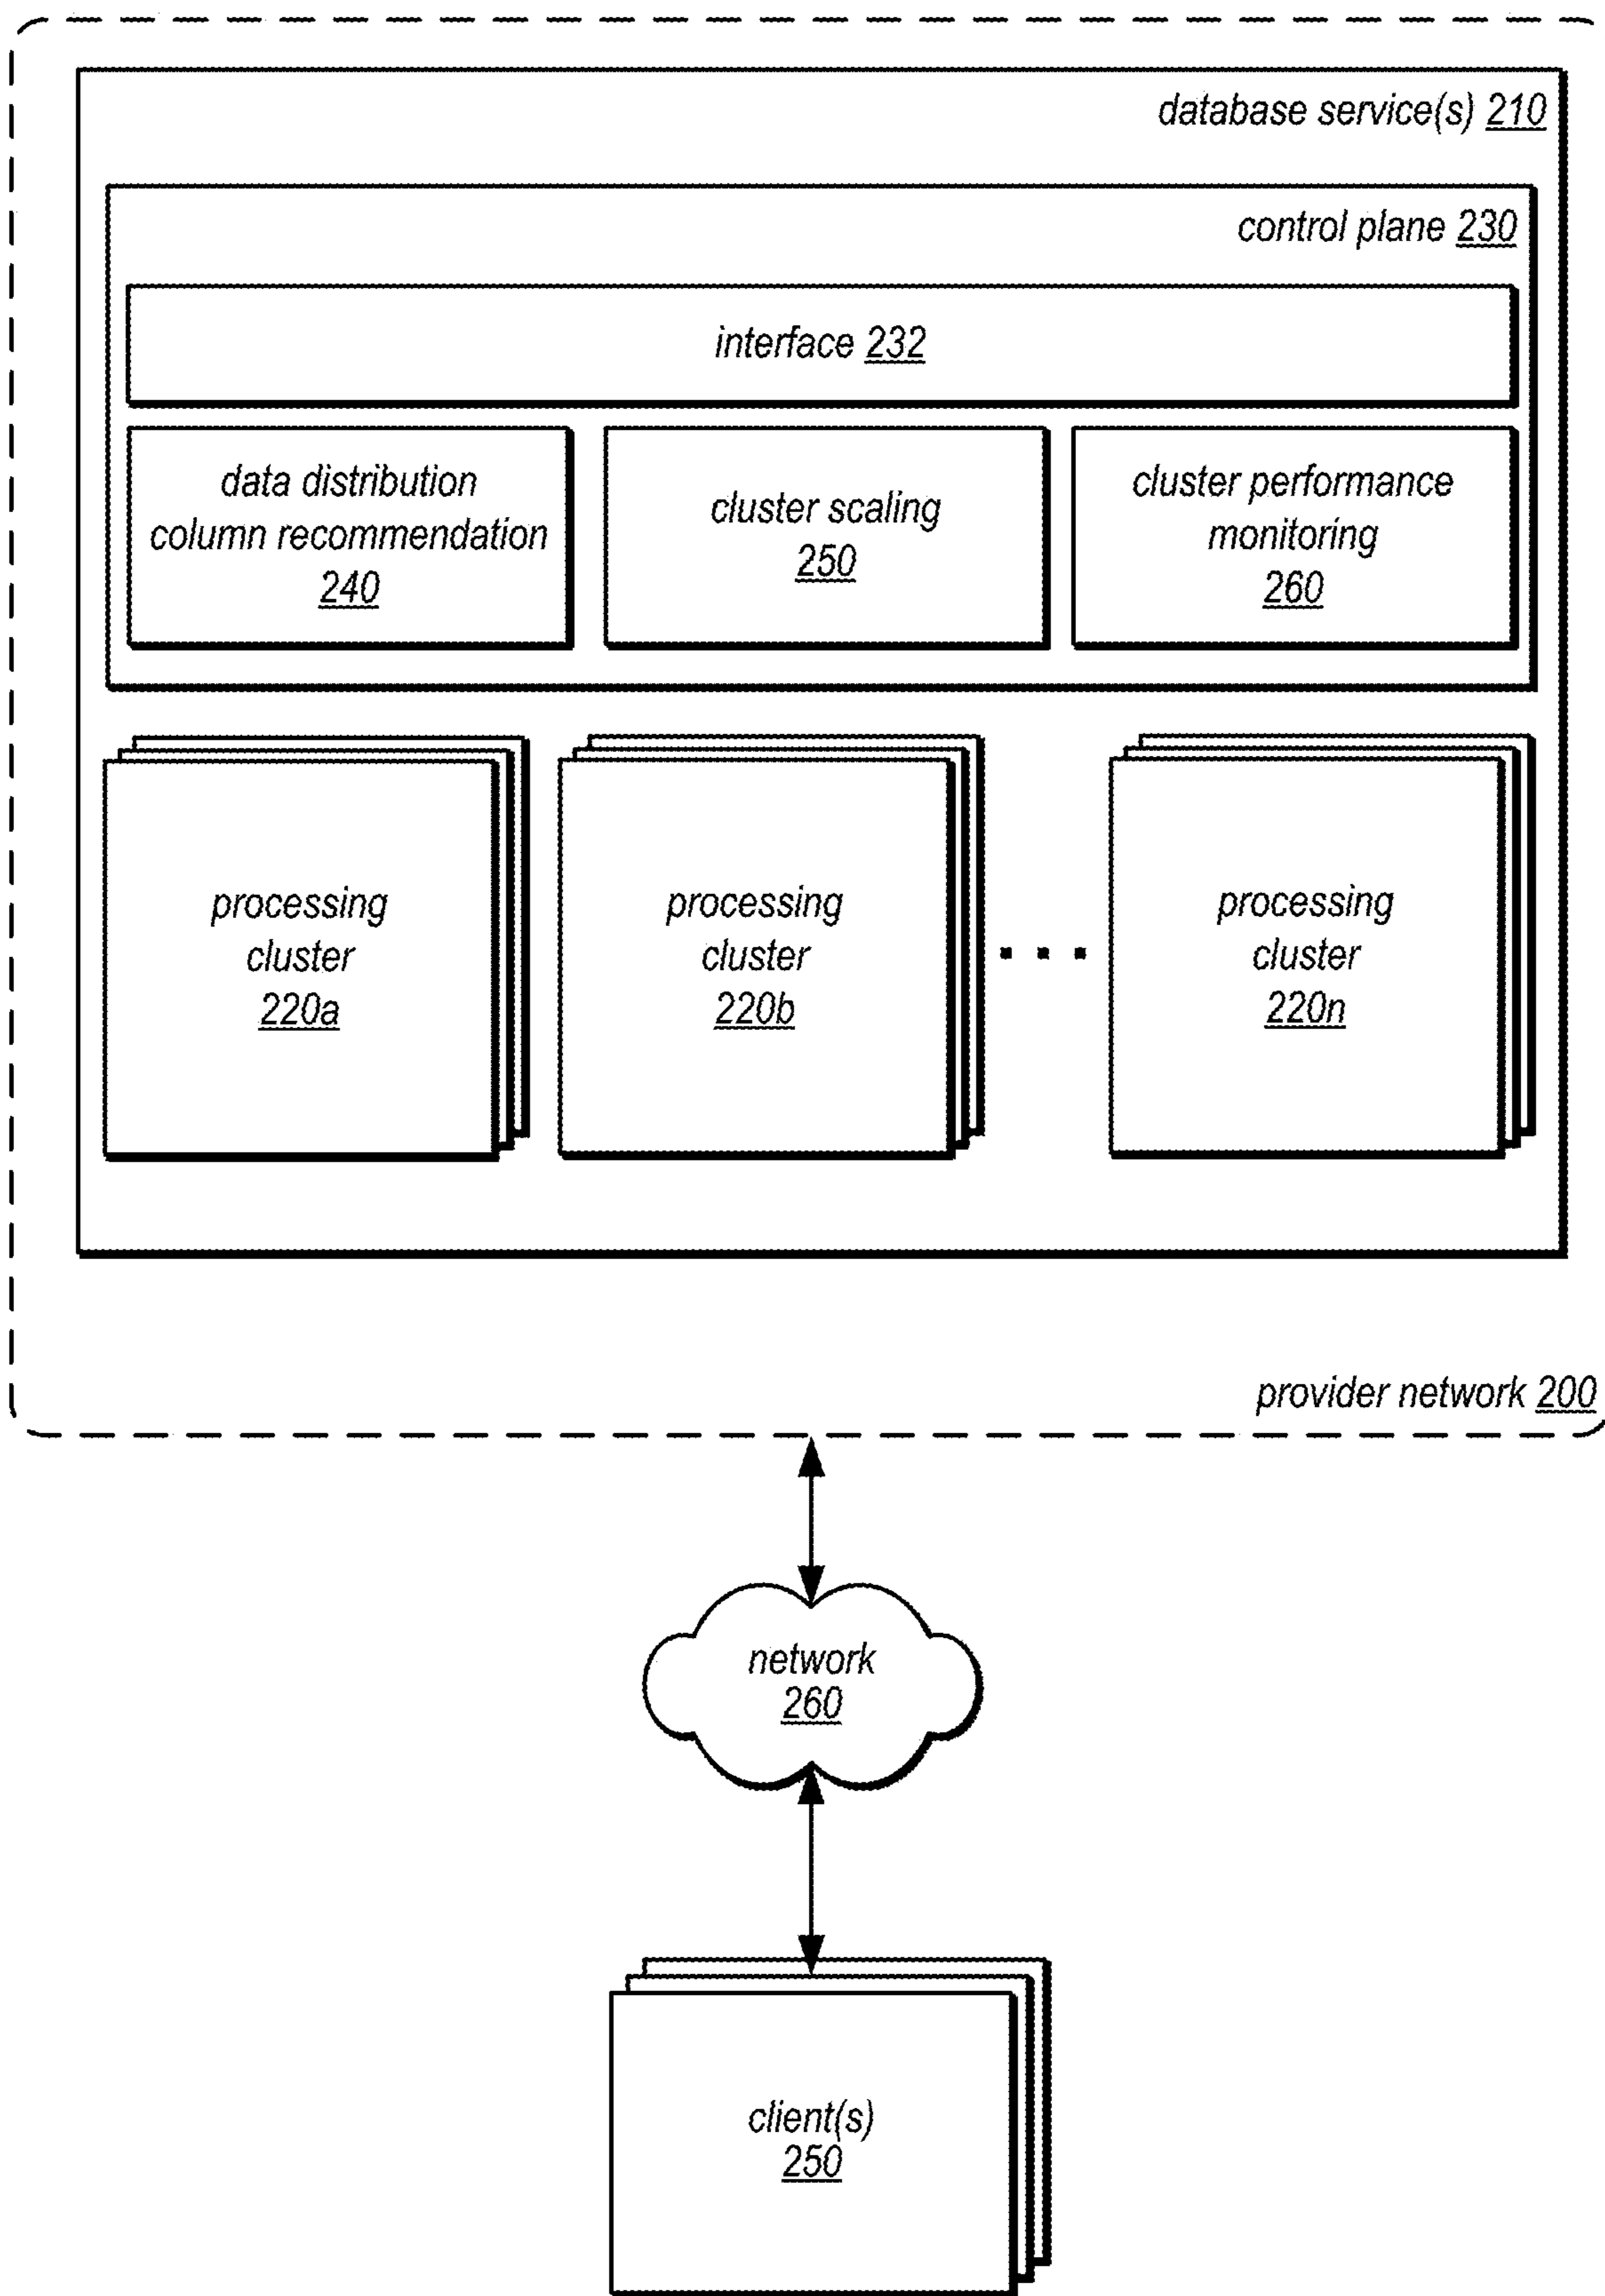 database service(s) 210
control plane 230
interface 232
data distribution
column recommendation
240
cluster scaling
250
cluster performance
monitoring
260
processing
cluster
220a
processing
cluster
220b
processing
cluster
220n
provider network 200
network
260
client(s)
250